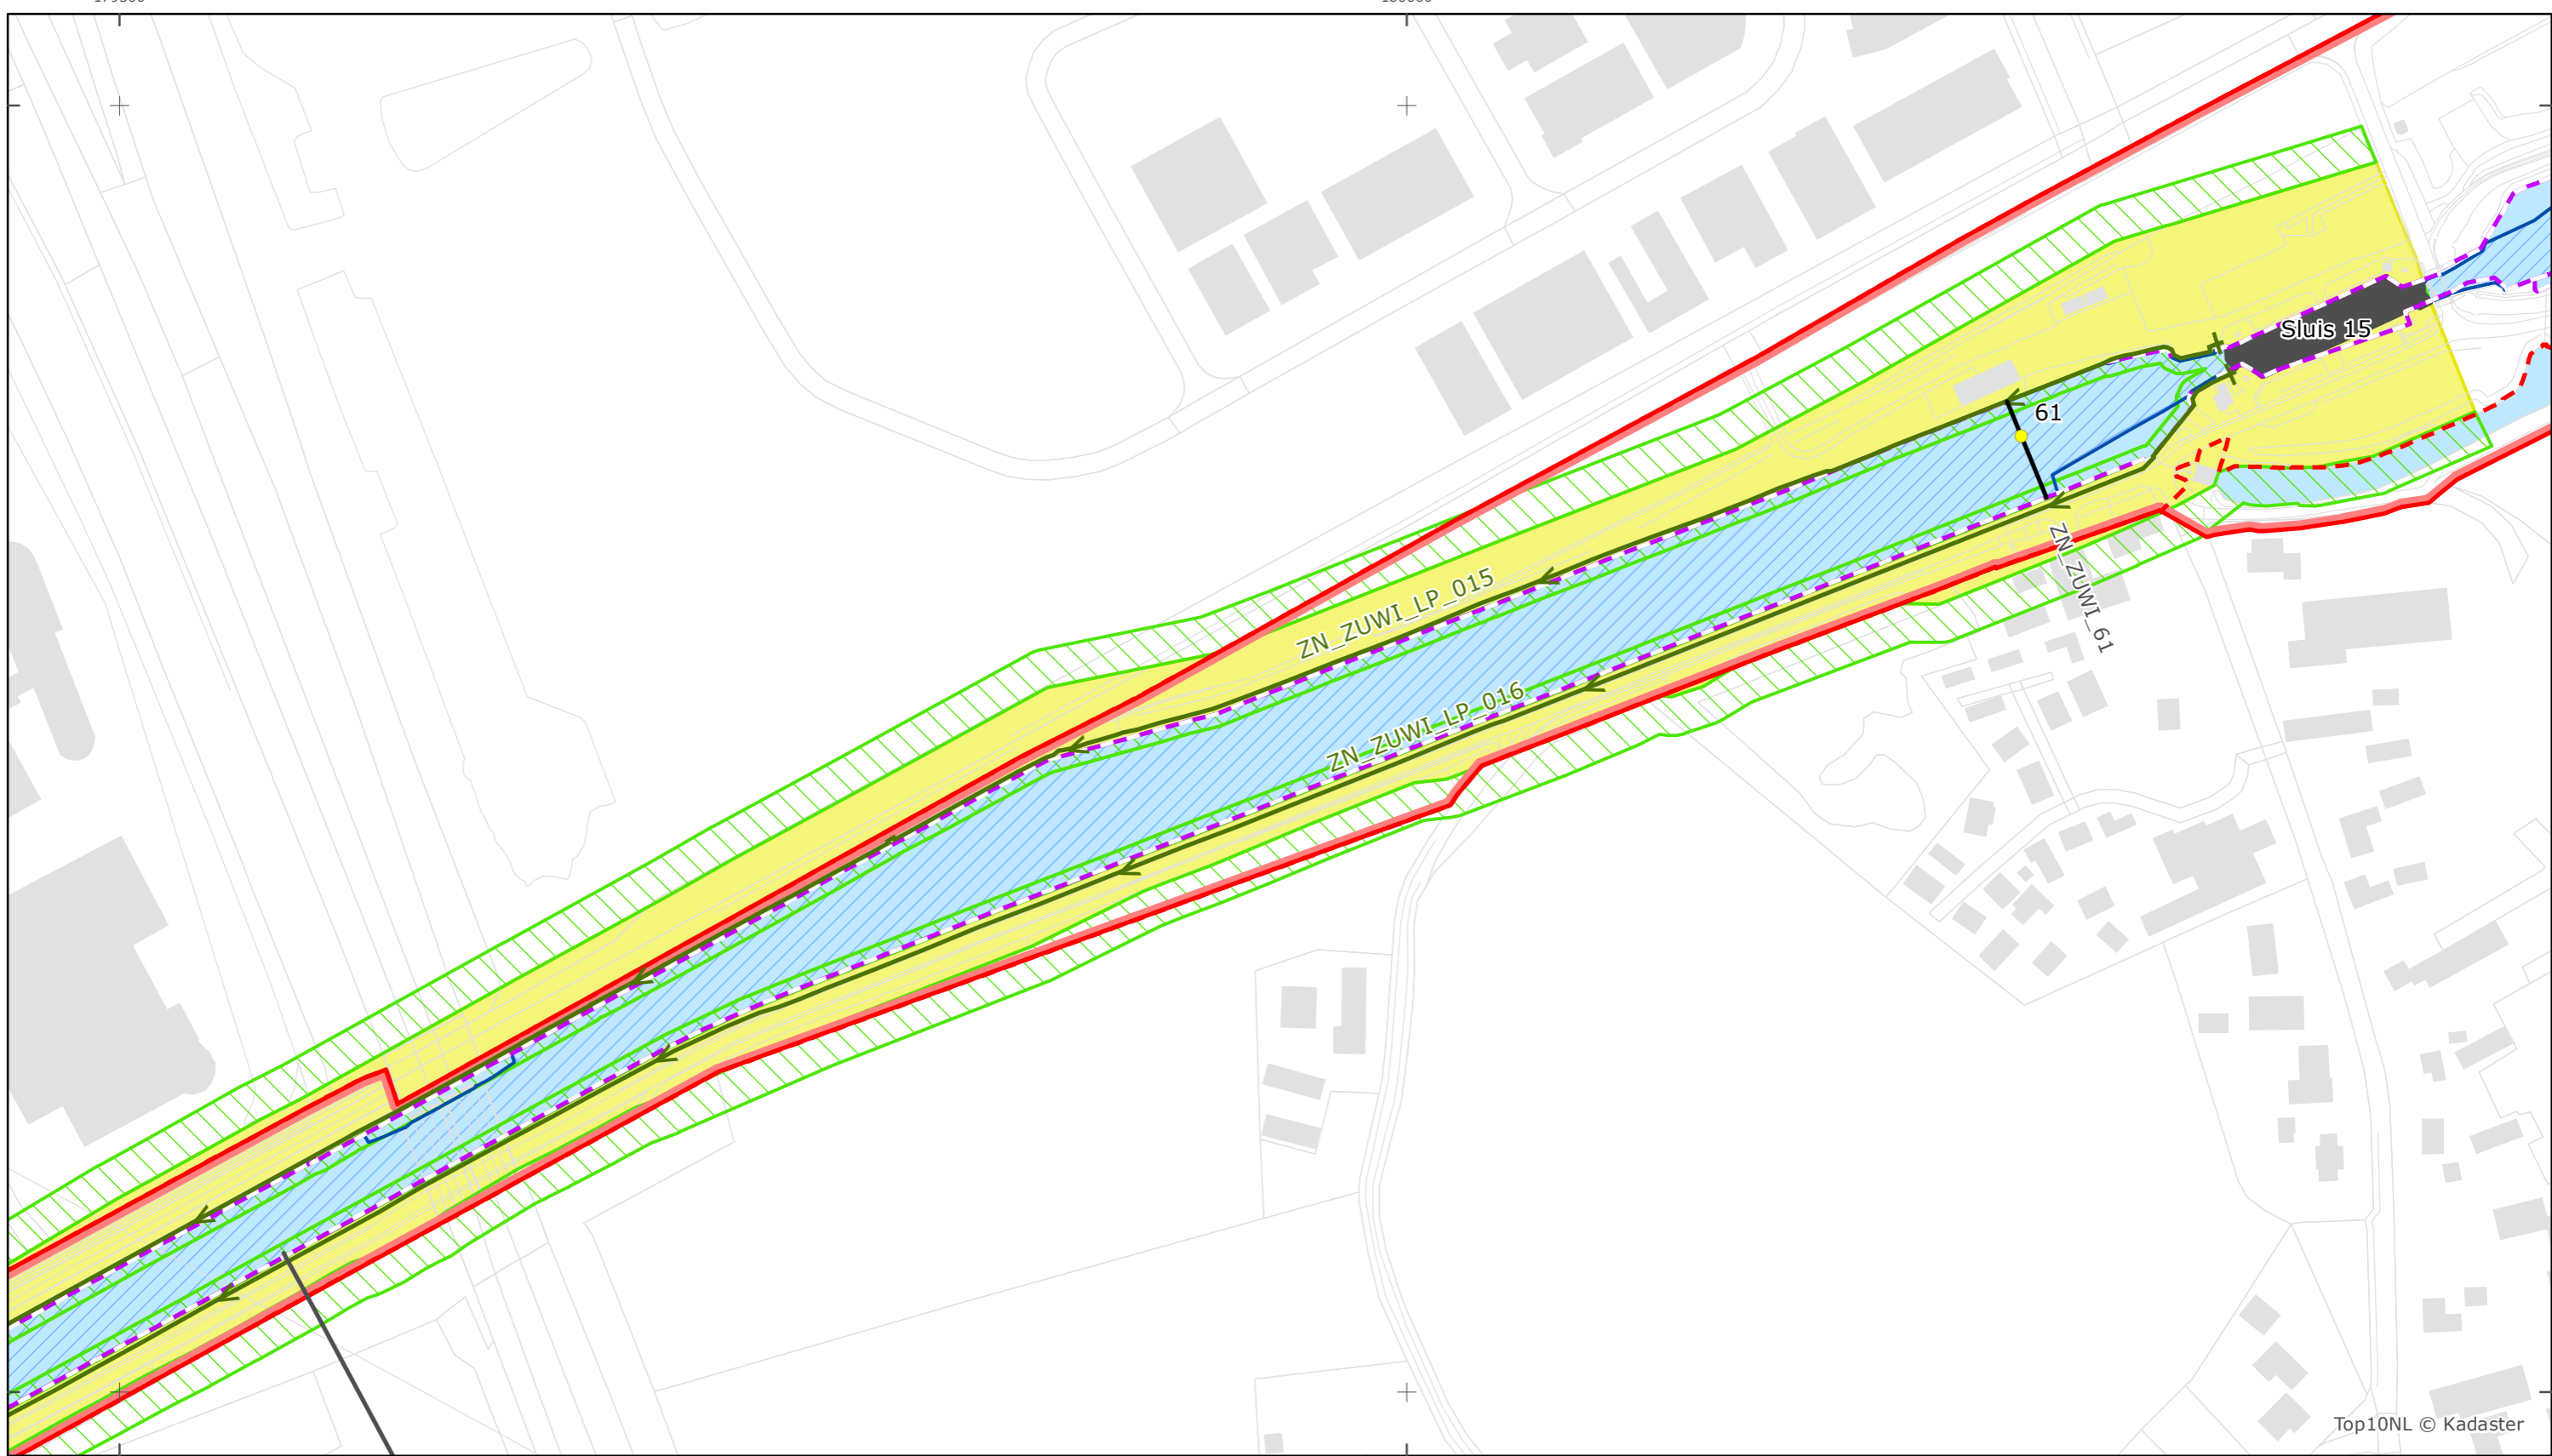 Sluis 15
61
ZN_ZUWI_61
ZN_ZUWI_LP_015
ZN_ZUWI_LP_016
Top10NL © Kadaster